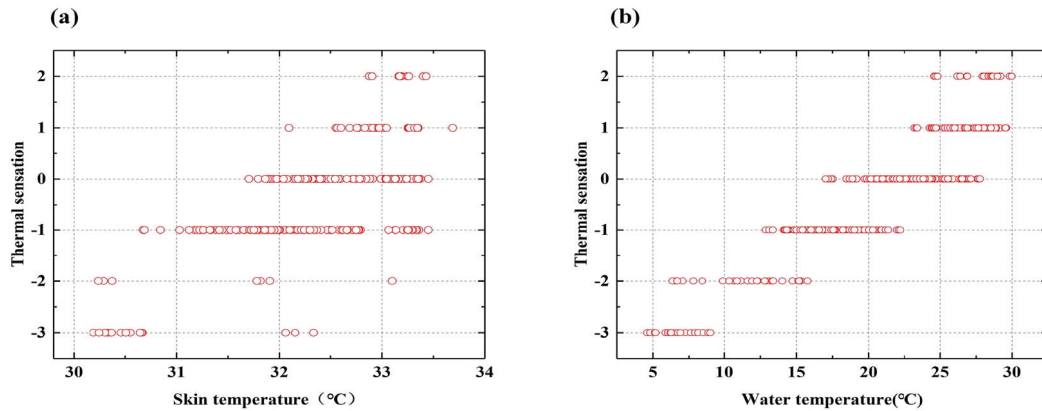 (a)
2
1
0
-1
-2
-3
Thermal sensation
30 31 32 33 34
Skin temperature（°C）
(b)
2
1
0
-1
-2
-3
Thermal sensation
5 10 15 20 25 30
Water temperature(°C)